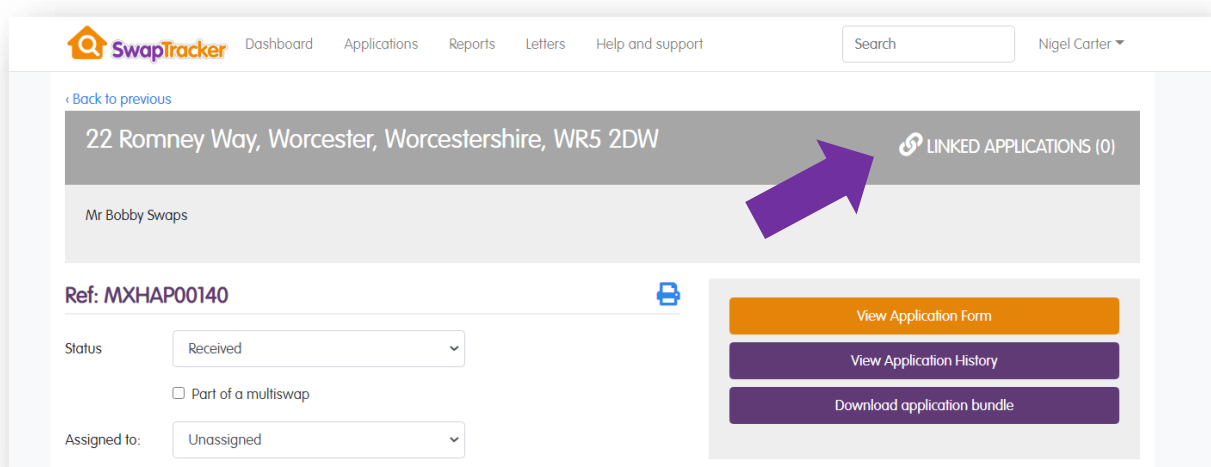 SwapTracker Dashboard Applications Reports Letters Help and support Search Nigel Carter
‹ Back to previous
22 Romney Way, Worcester, Worcestershire, WR5 2DW
LINKED APPLICATIONS (0)
Mr Bobby Swaps
Ref: MXHAP00140
Status Received
Part of a multiswap
Assigned to: Unassigned
View Application Form
View Application History
Download application bundle